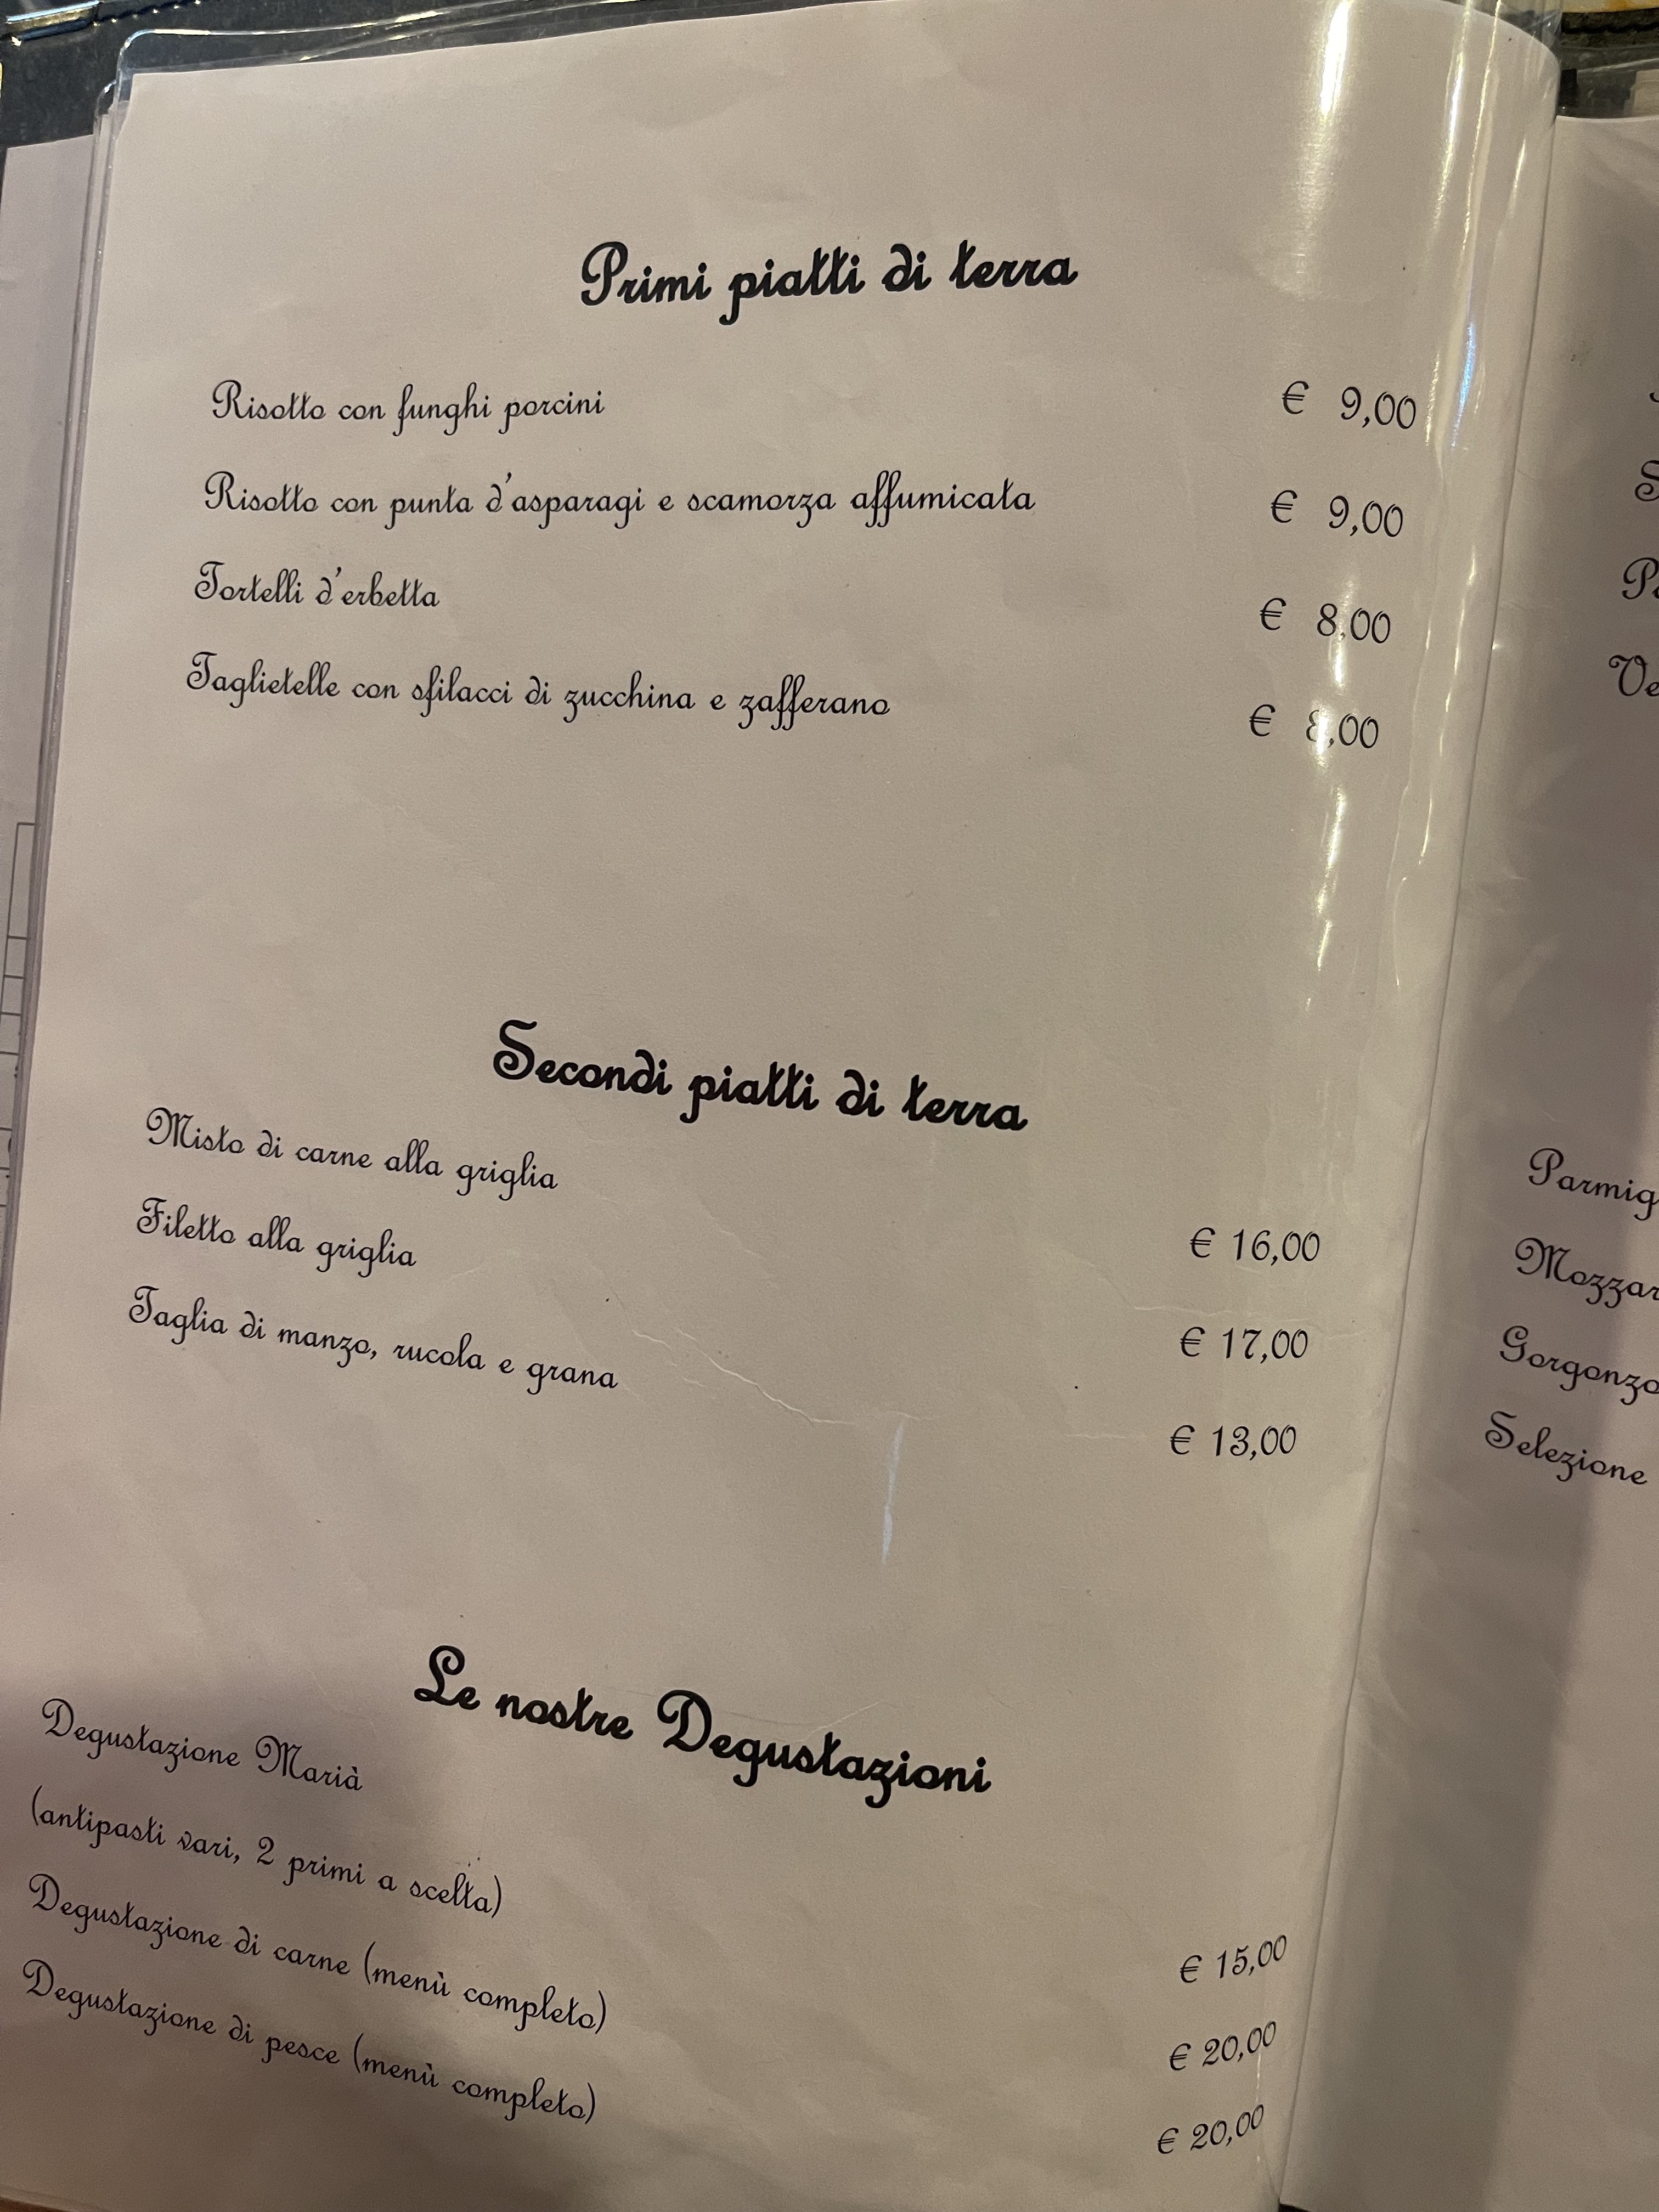 Primi piatti di terra
Risotto con funghi porcini € 9,00
Risotto con punta d'asparagi e scamorza affumicata € 9,00
Tortelli d'erbetta € 8,00
Taglietelle con sfilacci di zucchina e zafferano € 8,00
Secondi piatti di terra
Misto di carne alla griglia € 16,00
Filetto alla griglia € 17,00
Taglia di manzo, rucola e grana € 13,00
Le nostre Degustazioni
Degustazione Marià
(antipasti vari, 2 primi a scelta) € 15,00
Degustazione di carne (menù completo) € 20,00
Degustazione di pesce (menù completo) € 20,00
Selezione